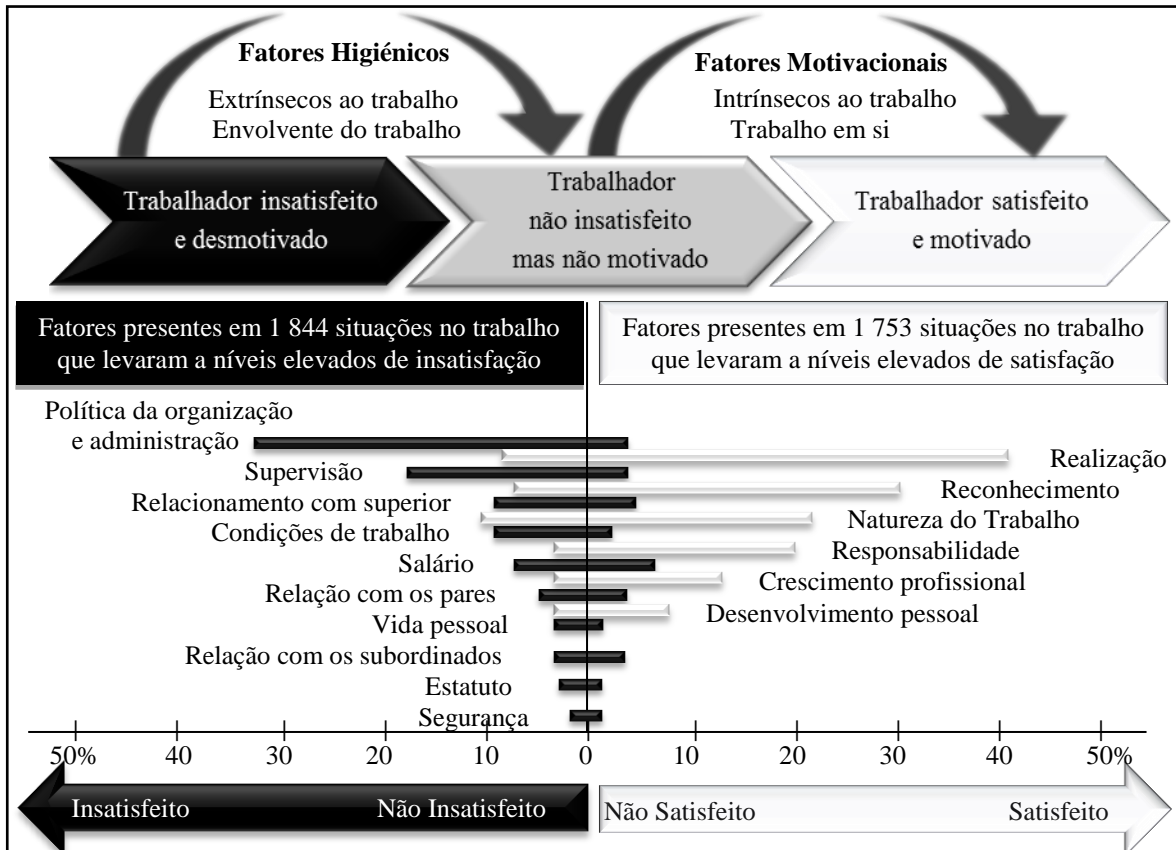 Fatores Higiénicos
Extrínsecos ao trabalho
Envolvente do trabalho
Fatores Motivacionais
Intrínsecos ao trabalho
Trabalho em si
Trabalhador insatisfeito
e desmotivado
Trabalhador
não insatisfeito
mas não motivado
Trabalhador satisfeito
e motivado
Fatores presentes em 1 844 situações no trabalho
que levaram a níveis elevados de insatisfação
Fatores presentes em 1 753 situações no trabalho
que levaram a níveis elevados de satisfação
Política da organização
e administração
Realização
Supervisão
Reconhecimento
Relacionamento com superior
Natureza do Trabalho
Condições de trabalho
Responsabilidade
Salário
Crescimento profissional
Relação com os pares
Desenvolvimento pessoal
Vida pessoal
Relação com os subordinados
Estatuto
Segurança
50% 40 30 20 10 0 10 20 30 40 50%
Insatisfeito Não Insatisfeito Não Satisfeito Satisfeito